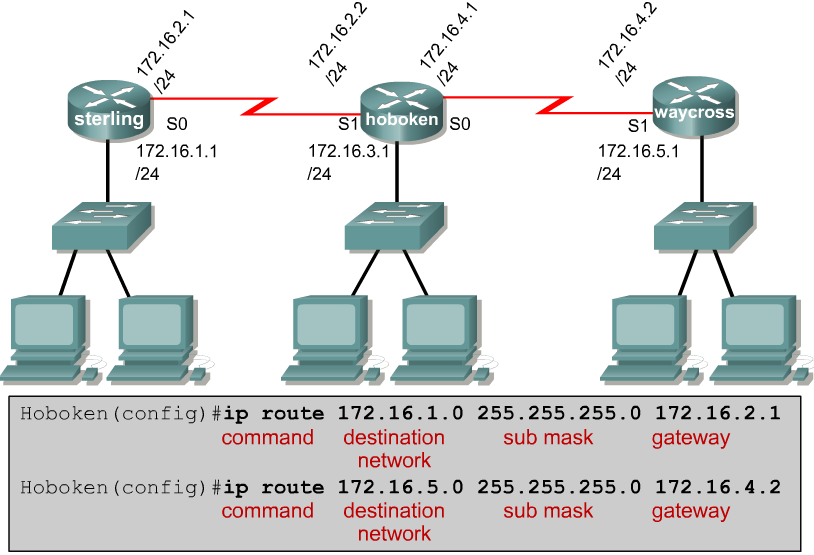 172.16.2.1
/24
172.16.2.2
/24
172.16.4.1
/24
172.16.4.2
/24
sterling
hoboken
waycross
S0
S1
S0
S1
172.16.1.1
/24
172.16.3.1
/24
172.16.5.1
/24
Hoboken(config)#ip route 172.16.1.0 255.255.255.0 172.16.2.1
command destination sub mask gateway
network
Hoboken(config)#ip route 172.16.5.0 255.255.255.0 172.16.4.2
command destination sub mask gateway
network